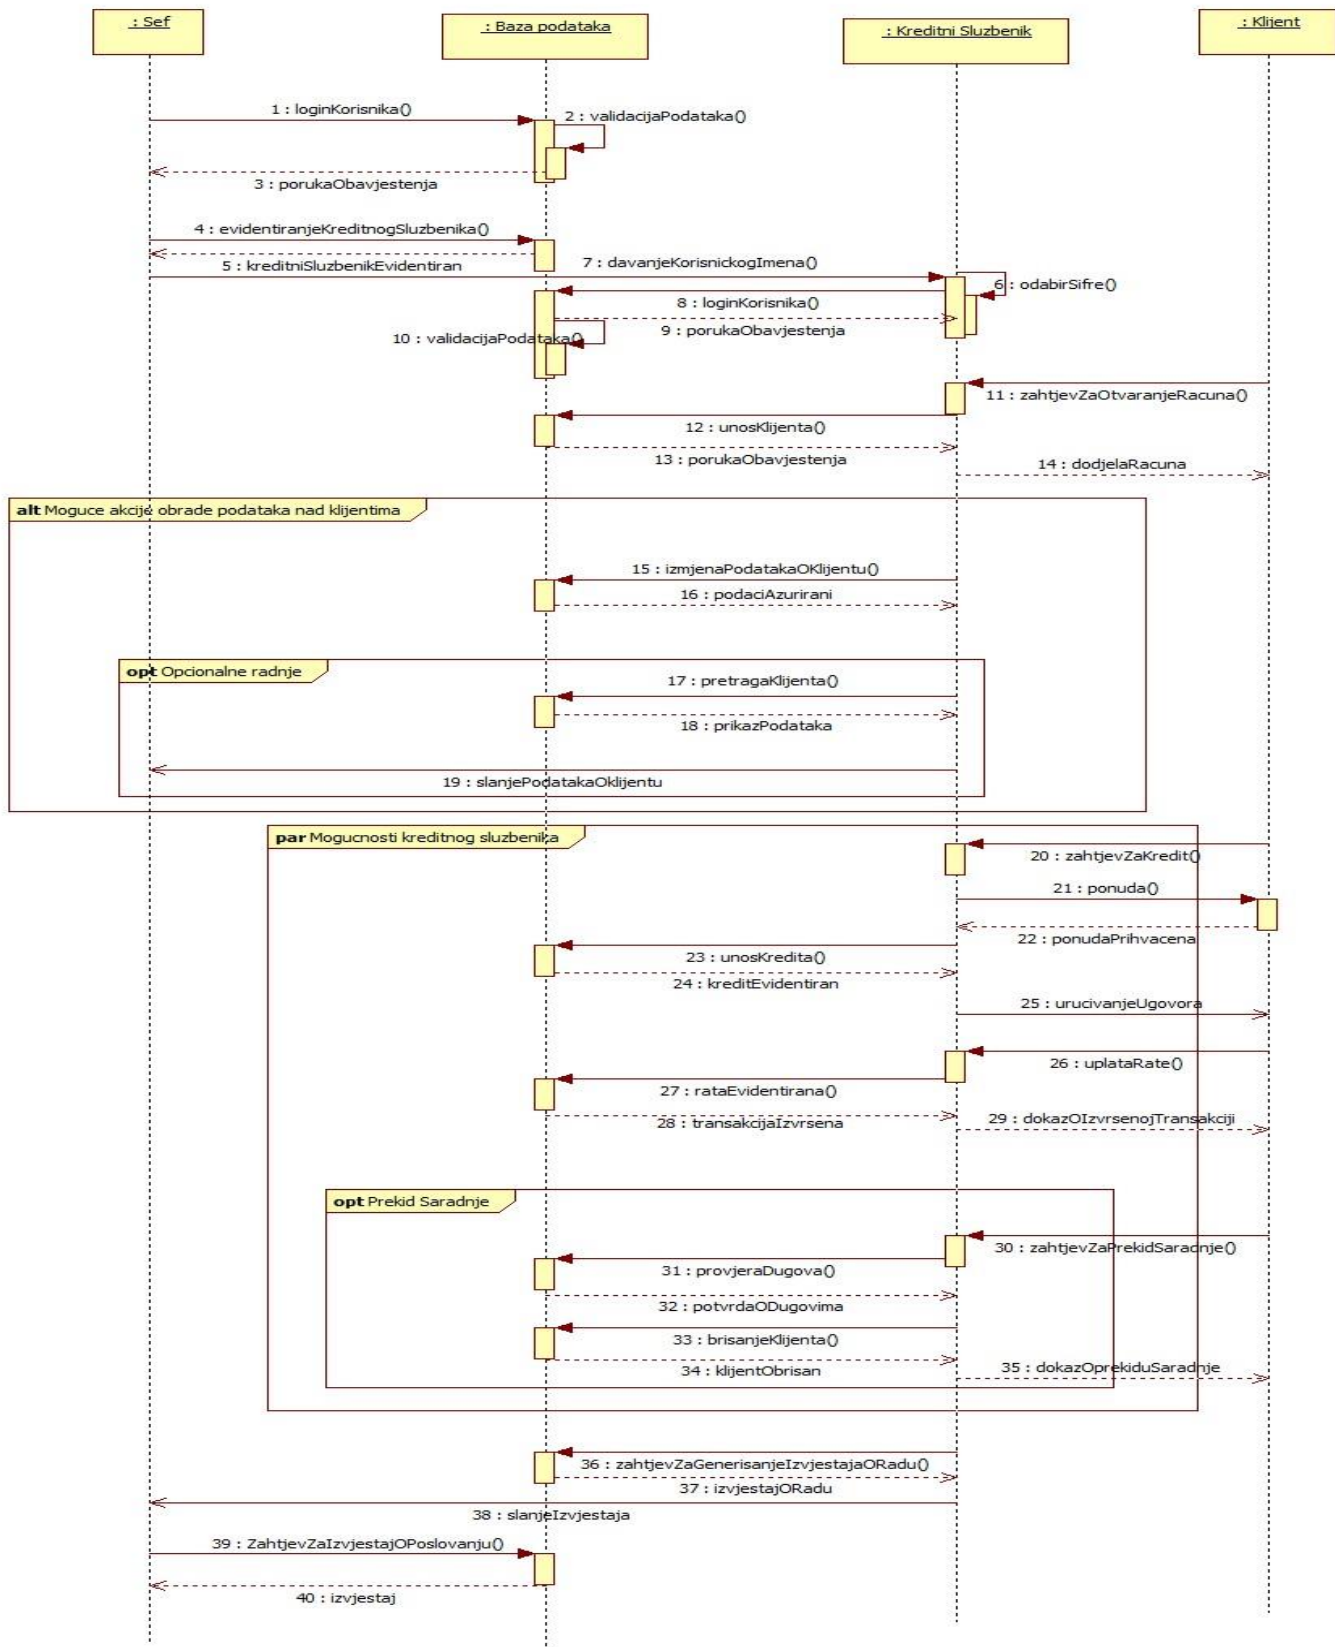 : Sef
: Baza podataka
: Kreditni Sluzbenik
: Klijent
1 : loginKorisnika()
2 : validacijaPodataka()
3 : porukaObavjestenja
4 : evidentiranjeKreditnogSluzbenika()
5 : kreditniSluzbenikEvidentiran
7 : davanjeKorisnickogImena()
6 : odabirSifre()
8 : loginKorisnika()
9 : porukaObavjestenja
10 : validacijaPodataka()
11 : zahtjevZaOtvaranjeRacuna()
12 : unosKlijenta()
13 : porukaObavjestenja
14 : dodjelaRacuna
alt Moguce akcije obrade podataka nad klijentima
15 : izmjenaPodatakaOKlijentu()
16 : podaciAzurirani
opt Opcionalne radnje
17 : pretragaKlijenta()
18 : prikazPodataka
19 : slanjePodatakaOklijentu
par Mogucnosti kreditnog sluzbenika
20 : zahtjevZaKredit()
21 : ponuda()
22 : ponudaPrihvacena
23 : unosKredita()
24 : kreditEvidentiran
25 : urucivanjeUgovora
26 : uplataRate()
27 : rataEvidentirana()
28 : transakcijaIzvrsena
29 : dokazOIzvrsenojTransakciji
opt Prekid Saradnje
30 : zahtjevZaPrekidSaradnje()
31 : provjeraDugova()
32 : potvrdaODugovima
33 : brisanjeKlijenta()
34 : klijentObrisan
35 : dokazOprekiduSaradnje
36 : zahtjevZaGenerisanjeIzvjestajaORadu()
37 : izvjestajORadu
38 : slanjeIzvjestaja
39 : ZahtjevZaIzvjestajOPoslovanju()
40 : izvjestaj